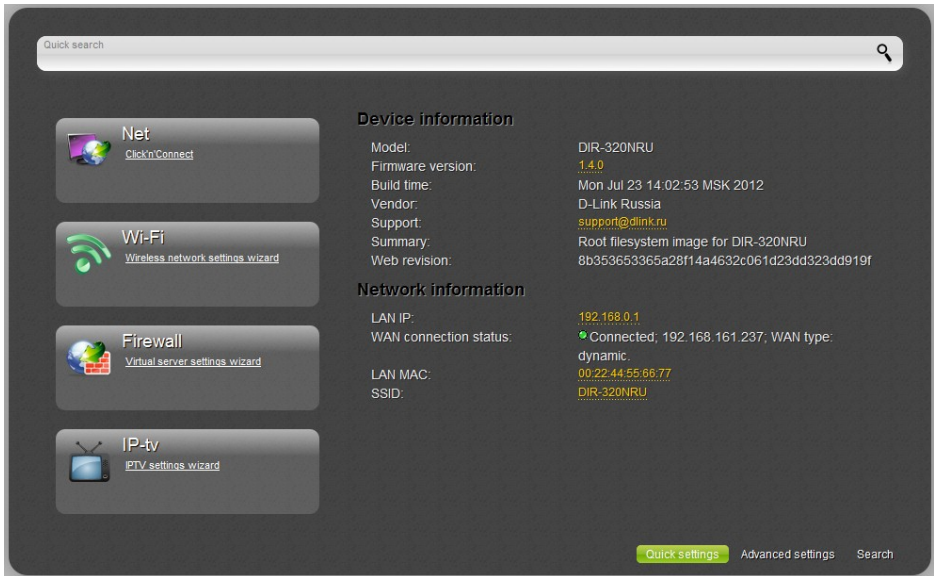 Quick search
Net
Click'n'Connect
Wi-Fi
Wireless network settings wizard
Firewall
Virtual server settings wizard
IP-tv
IPTV settings wizard
Device information
Model: DIR-320NRU
Firmware version: 1.4.0
Build time: Mon Jul 23 14:02:53 MSK 2012
Vendor: D-Link Russia
Support: support@dlink.ru
Summary: Root filesystem image for DIR-320NRU
Web revision: 8b353653365a28f14a4632c061d23dd323dd919f
Network information
LAN IP: 192.168.0.1
WAN connection status: Connected; 192.168.161.237; WAN type:
dynamic.
LAN MAC: 00:22:44:55:66:77
SSID: DIR-320NRU
Quick settings Advanced settings Search